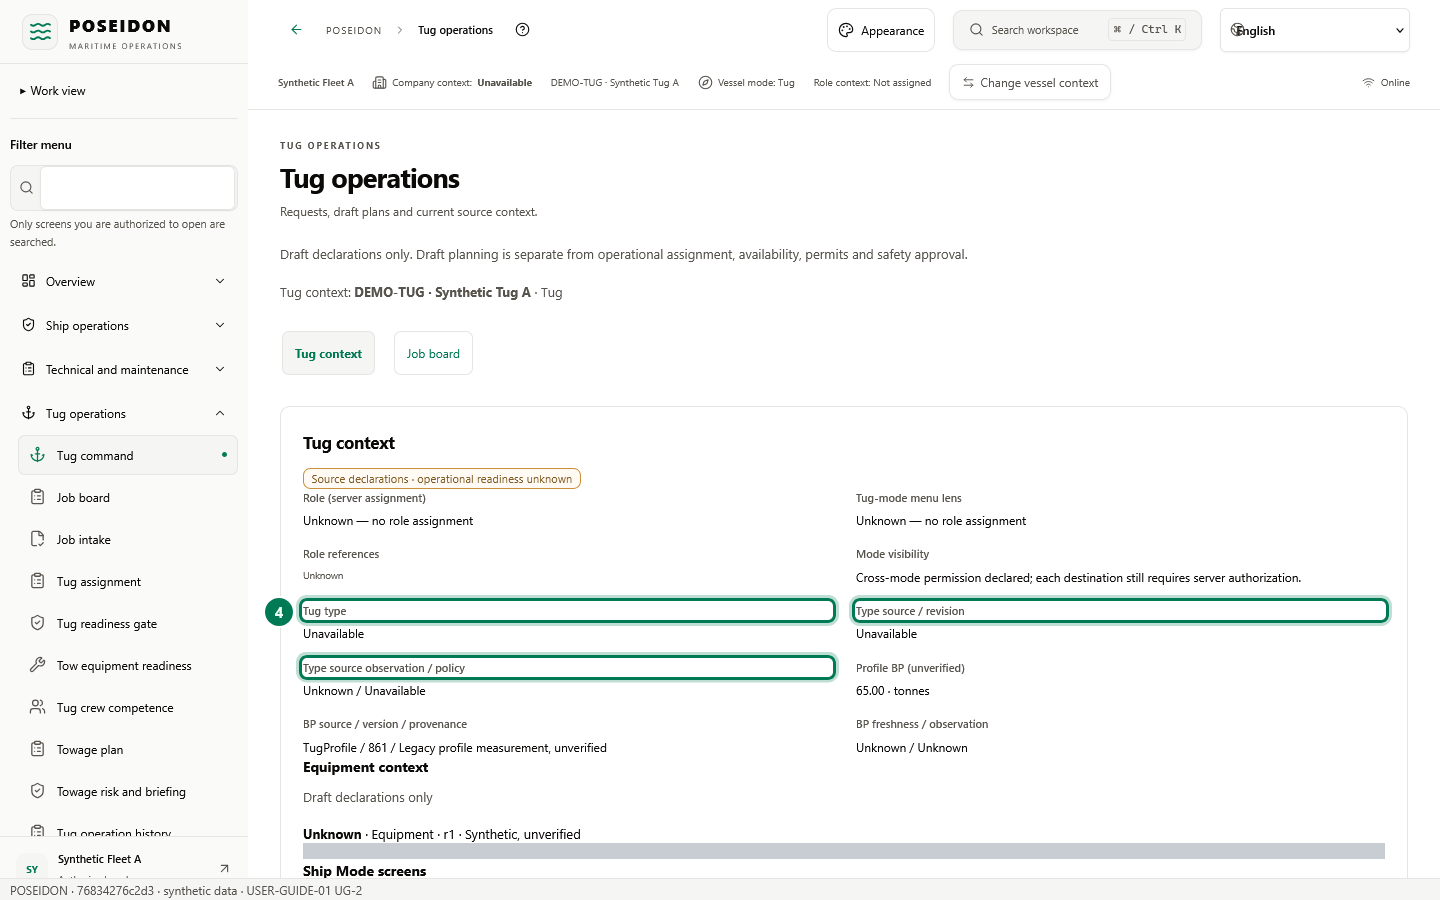 POSEIDON
MARITIME OPERATIONS
Work view
Filter menu
Only screens you are authorized to open are
searched.
Overview
Ship operations
Technical and maintenance
Tug operations
Tug command
Job board
Job intake
Tug assignment
Tug readiness gate
Tow equipment readiness
Tug crew competence
Towage plan
Towage risk and briefing
Tug operation history
SY
Synthetic Fleet A
POSEIDON
Tug operations
Appearance
Search workspace
⌘ / Ctrl K
English
Synthetic Fleet A
Company context: Unavailable
DEMO-TUG · Synthetic Tug A
Vessel mode: Tug
Role context: Not assigned
Change vessel context
Online
TUG OPERATIONS
Tug operations
Requests, draft plans and current source context.
Draft declarations only. Draft planning is separate from operational assignment, availability, permits and safety approval.
Tug context: DEMO-TUG · Synthetic Tug A · Tug
Tug context
Job board
Tug context
Source declarations · operational readiness unknown
Role (server assignment)
Unknown — no role assignment
Tug-mode menu lens
Unknown — no role assignment
Role references
Unknown
Mode visibility
Cross-mode permission declared; each destination still requires server authorization.
4
Tug type
Unavailable
Type source / revision
Unavailable
Type source observation / policy
Unknown / Unavailable
Profile BP (unverified)
65.00 · tonnes
BP source / version / provenance
TugProfile / 861 / Legacy profile measurement, unverified
BP freshness / observation
Unknown / Unknown
Equipment context
Draft declarations only
Unknown · Equipment · r1 · Synthetic, unverified
Ship Mode screens
POSEIDON · 76834276c2d3 · synthetic data · USER-GUIDE-01 UG-2